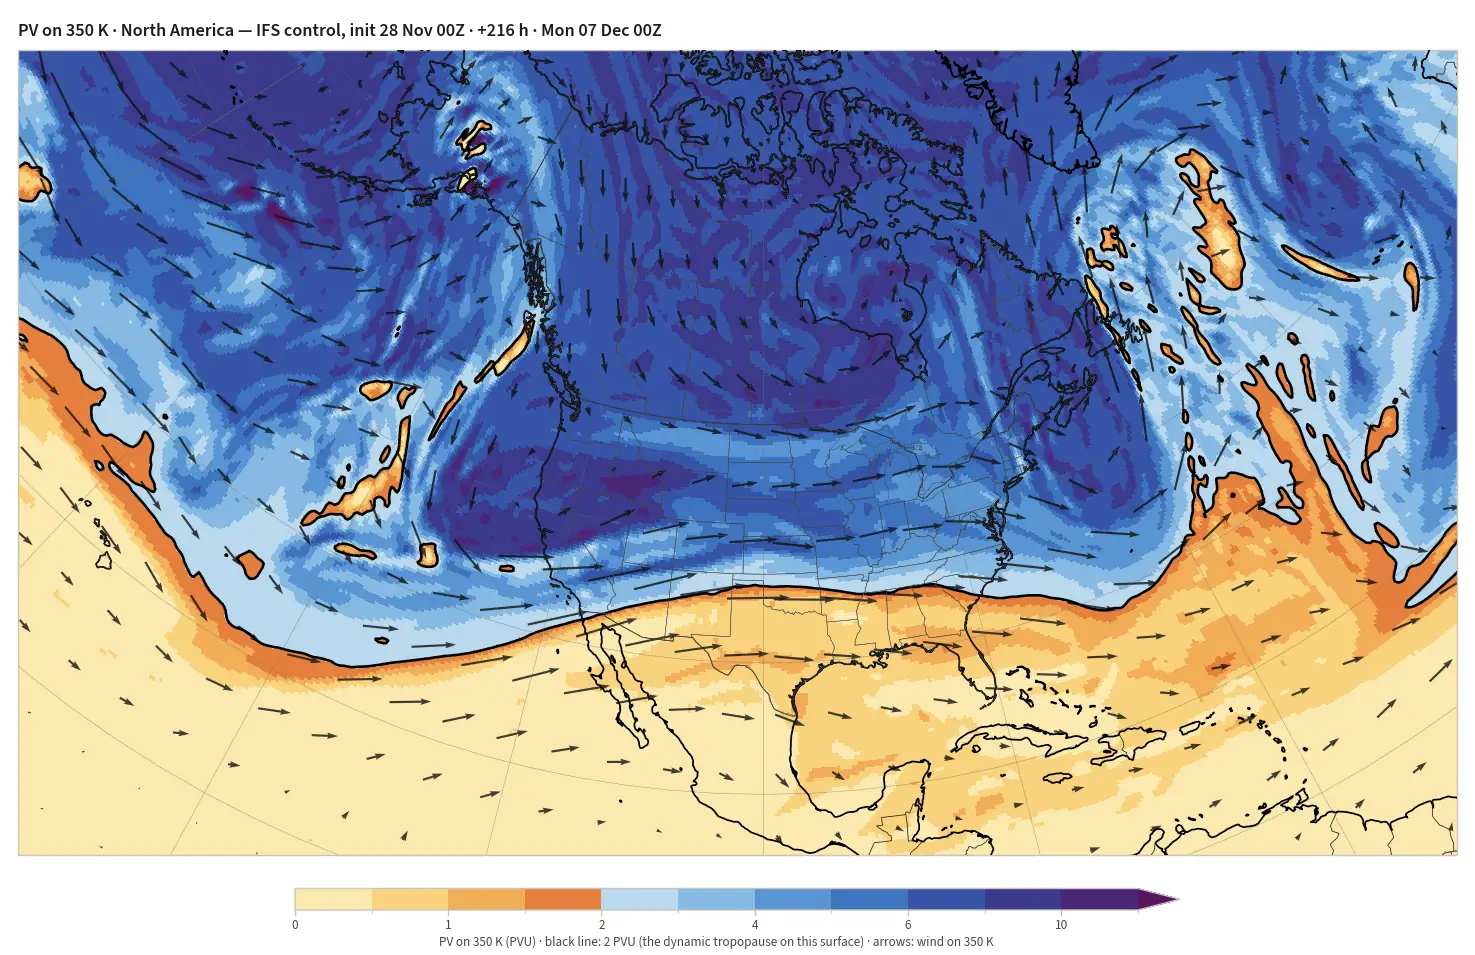 PV on 350 K · North America — IFS control, init 28 Nov 00Z · +216 h · Mon 07 Dec 00Z
0 1 2 4 6 10
PV on 350 K (PVU) · black line: 2 PVU (the dynamic tropopause on this surface) · arrows: wind on 350 K